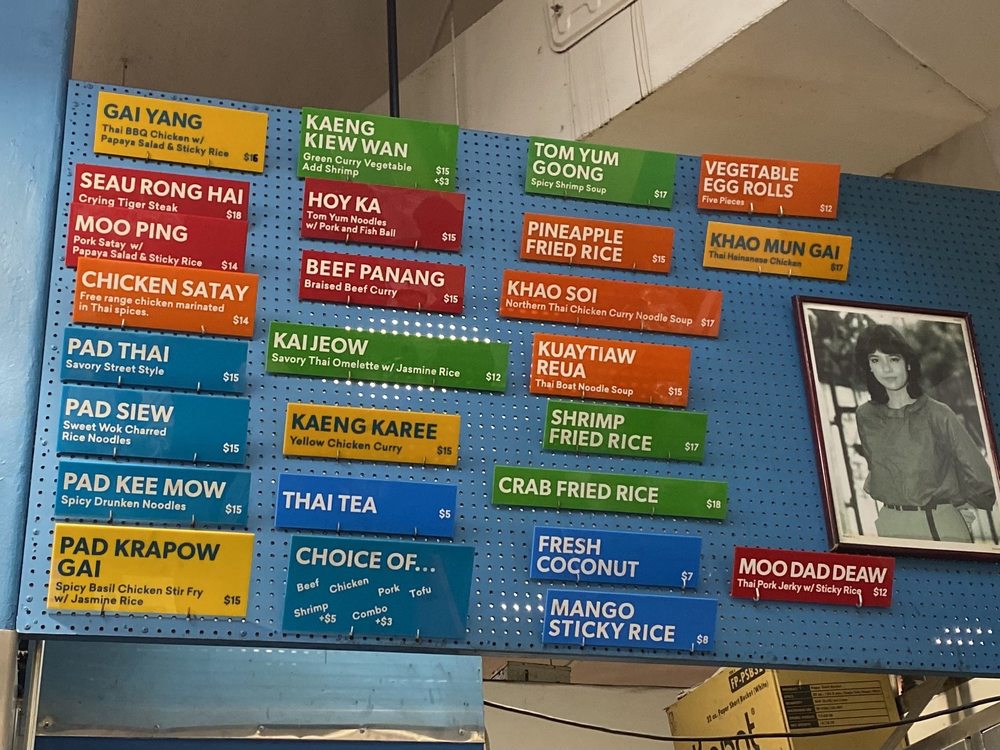 GAI YANG
Thai BBQ Chicken w/
Papaya Salad & Sticky Rice $16
SEAU RONG HAI
Crying Tiger Steak $18
MOO PING
Pork Satay w/
Papaya Salad & Sticky Rice $14
CHICKEN SATAY
Free range chicken marinated
in Thai spices. $14
PAD THAI
Savory Street Style $15
PAD SIEW
Sweet Wok Charred
Rice Noodles $15
PAD KEE MOW
Spicy Drunken Noodles $15
PAD KRAPOW
GAI
Spicy Basil Chicken Stir Fry
w/ Jasmine Rice $15
KAENG
KIEW WAN
Green Curry Vegetable $15
Add Shrimp +$3
HOY KA
Tom Yum Noodles
w/ Pork and Fish Ball $15
BEEF PANANG
Braised Beef Curry $15
KAI JEOW
Savory Thai Omelette w/ Jasmine Rice $12
KAENG KAREE
Yellow Chicken Curry $15
THAI TEA $5
CHOICE OF...
Beef Chicken Pork Tofu
Shrimp +$5 Combo +$3
TOM YUM
GOONG
Spicy Shrimp Soup $17
PINEAPPLE
FRIED RICE $15
KHAO SOI
Northern Thai Chicken Curry Noodle Soup $17
KUAYTIAW
REUA
Thai Boat Noodle Soup $15
SHRIMP
FRIED RICE $17
CRAB FRIED RICE $18
FRESH
COCONUT $7
MANGO
STICKY RICE $8
VEGETABLE
EGG ROLLS
Five Pieces $12
KHAO MUN GAI
Thai Hainanese Chicken $17
MOO DAD DEAW
Thai Pork Jerky w/ Sticky Rice $12
FP-PSB32
32 oz. Paper Short Bucket (White)